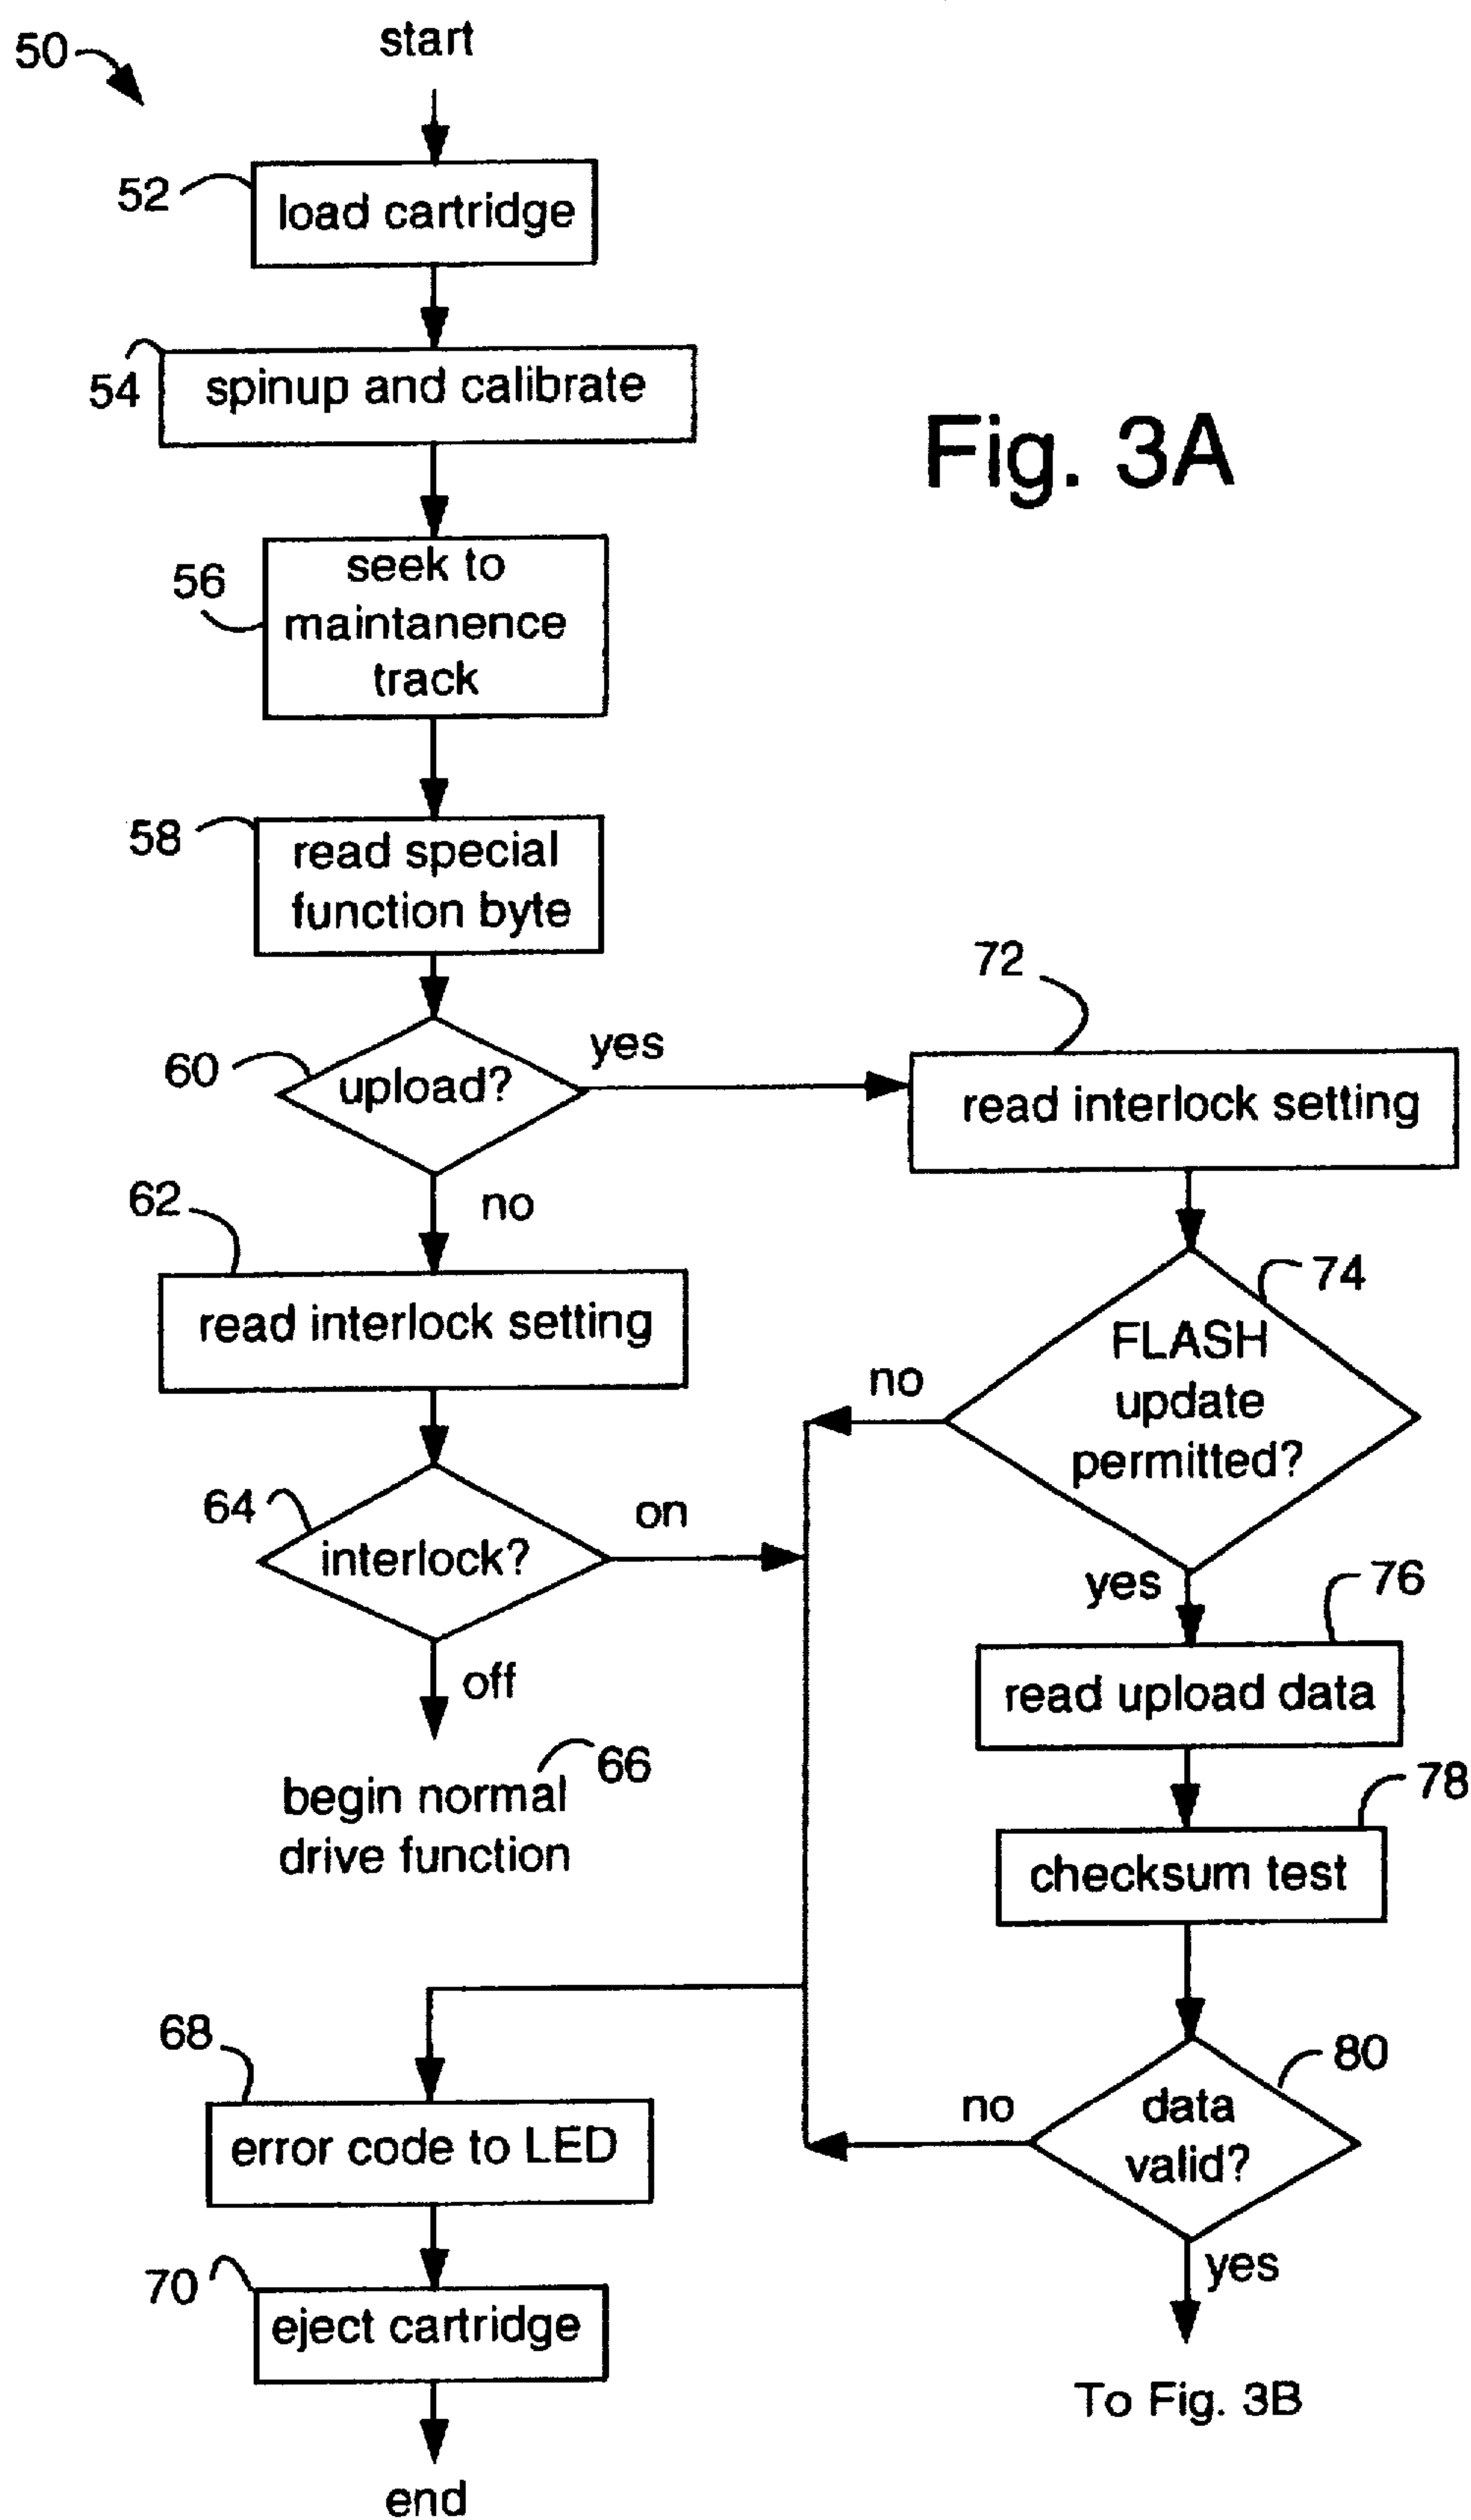 50
start
52
load cartridge
54
spinup and calibrate
Fig. 3A
56
seek to
maintanence
track
58
read special
function byte
72
60
upload?
yes
read interlock setting
62
no
74
read interlock setting
FLASH
update
permitted?
no
64
interlock?
on
yes
76
off
read upload data
66
begin normal
drive function
78
checksum test
68
80
error code to LED
no
data
valid?
70
eject cartridge
yes
To Fig. 3B
end